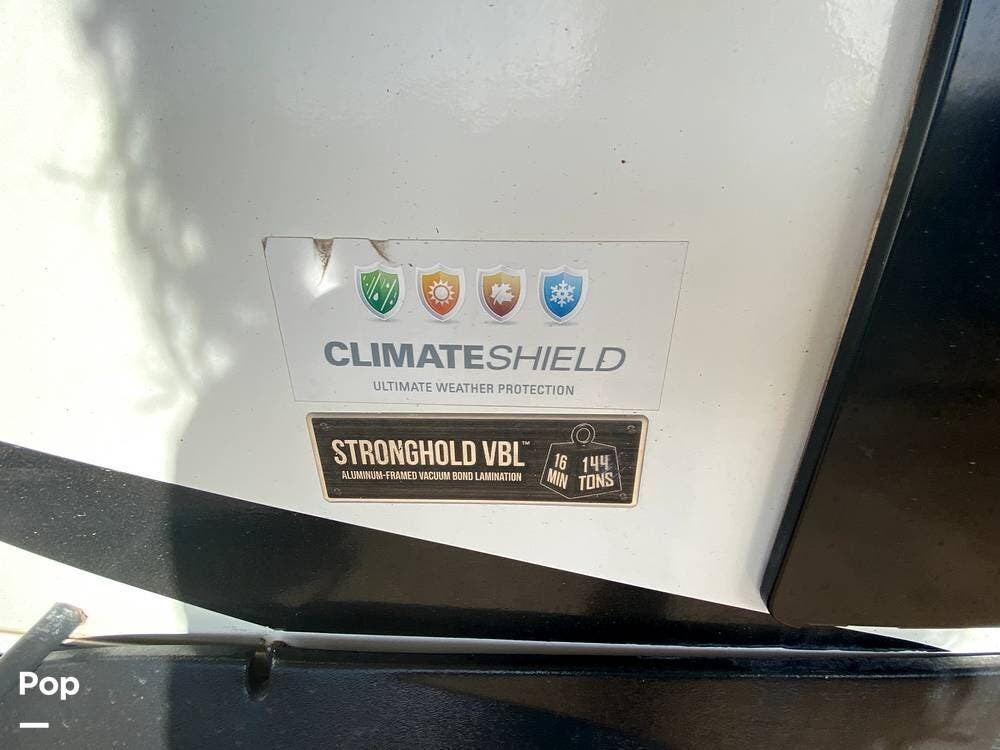 CLIMATESHIELD
ULTIMATE WEATHER PROTECTION
STRONGHOLD VBL™
ALUMINUM-FRAMED VACUUM BOND LAMINATION
16 144
MIN TONS
Pop